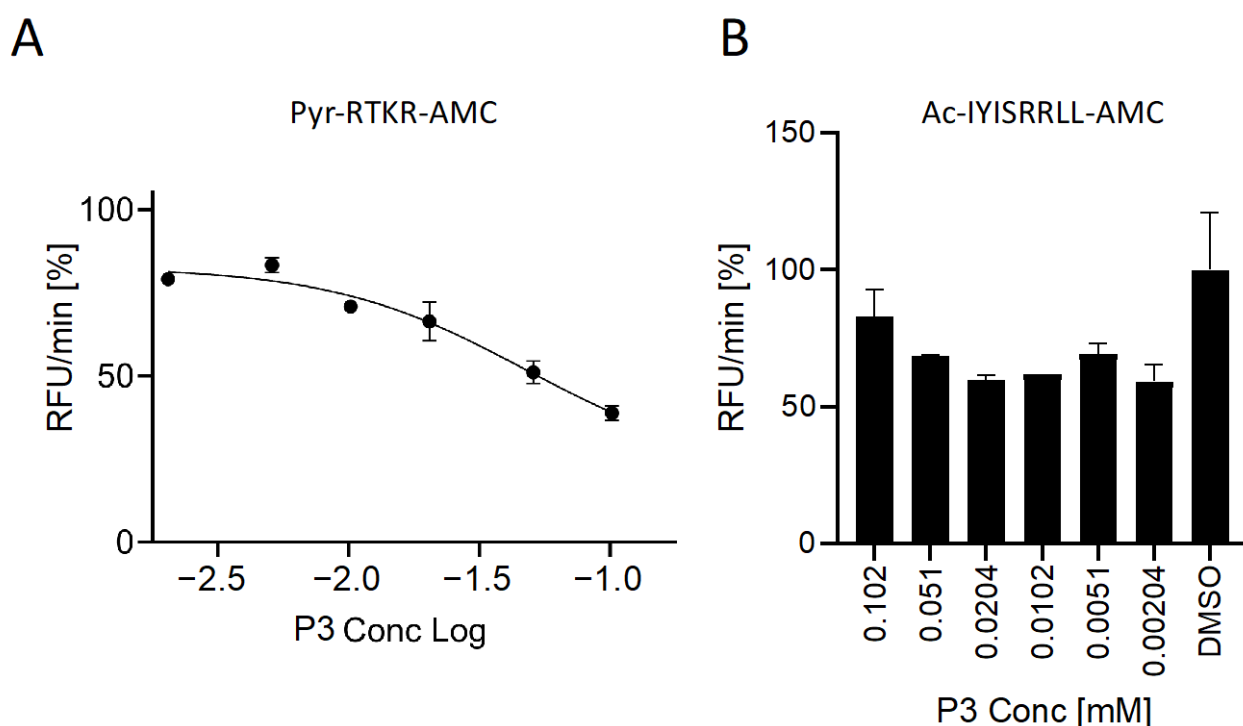 A
Pyr-RTKR-AMC
RFU/min [%]
100
50
0
−2.5 −2.0 −1.5 −1.0
P3 Conc Log
B
Ac-IYISRRLL-AMC
RFU/min [%]
150
100
50
0
0.102
0.051
0.0204
0.0102
0.0051
0.00204
DMSO
P3 Conc [mM]